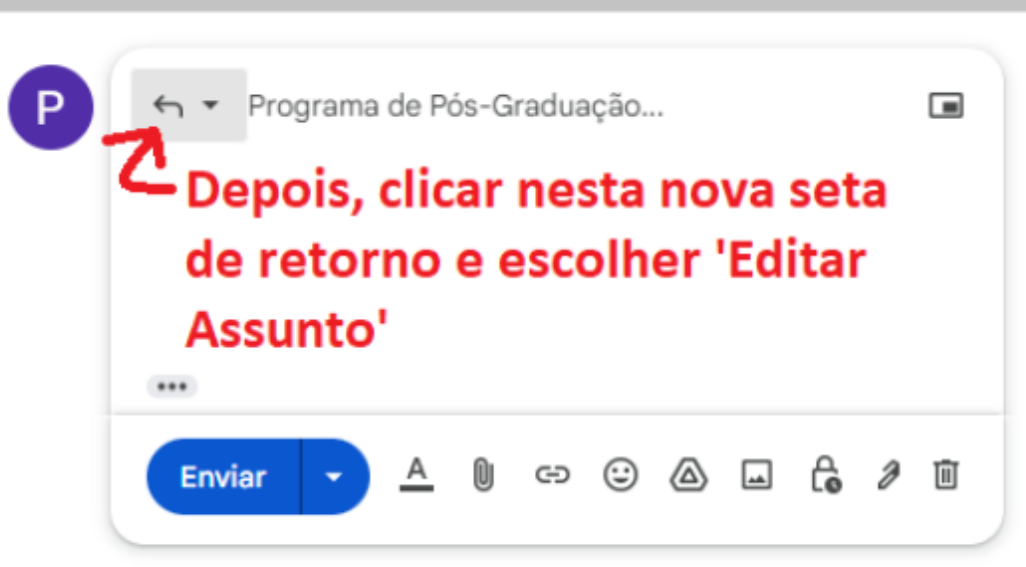 P
Programa de Pós-Graduação...
Depois, clicar nesta nova seta
de retorno e escolher 'Editar
Assunto'
Enviar